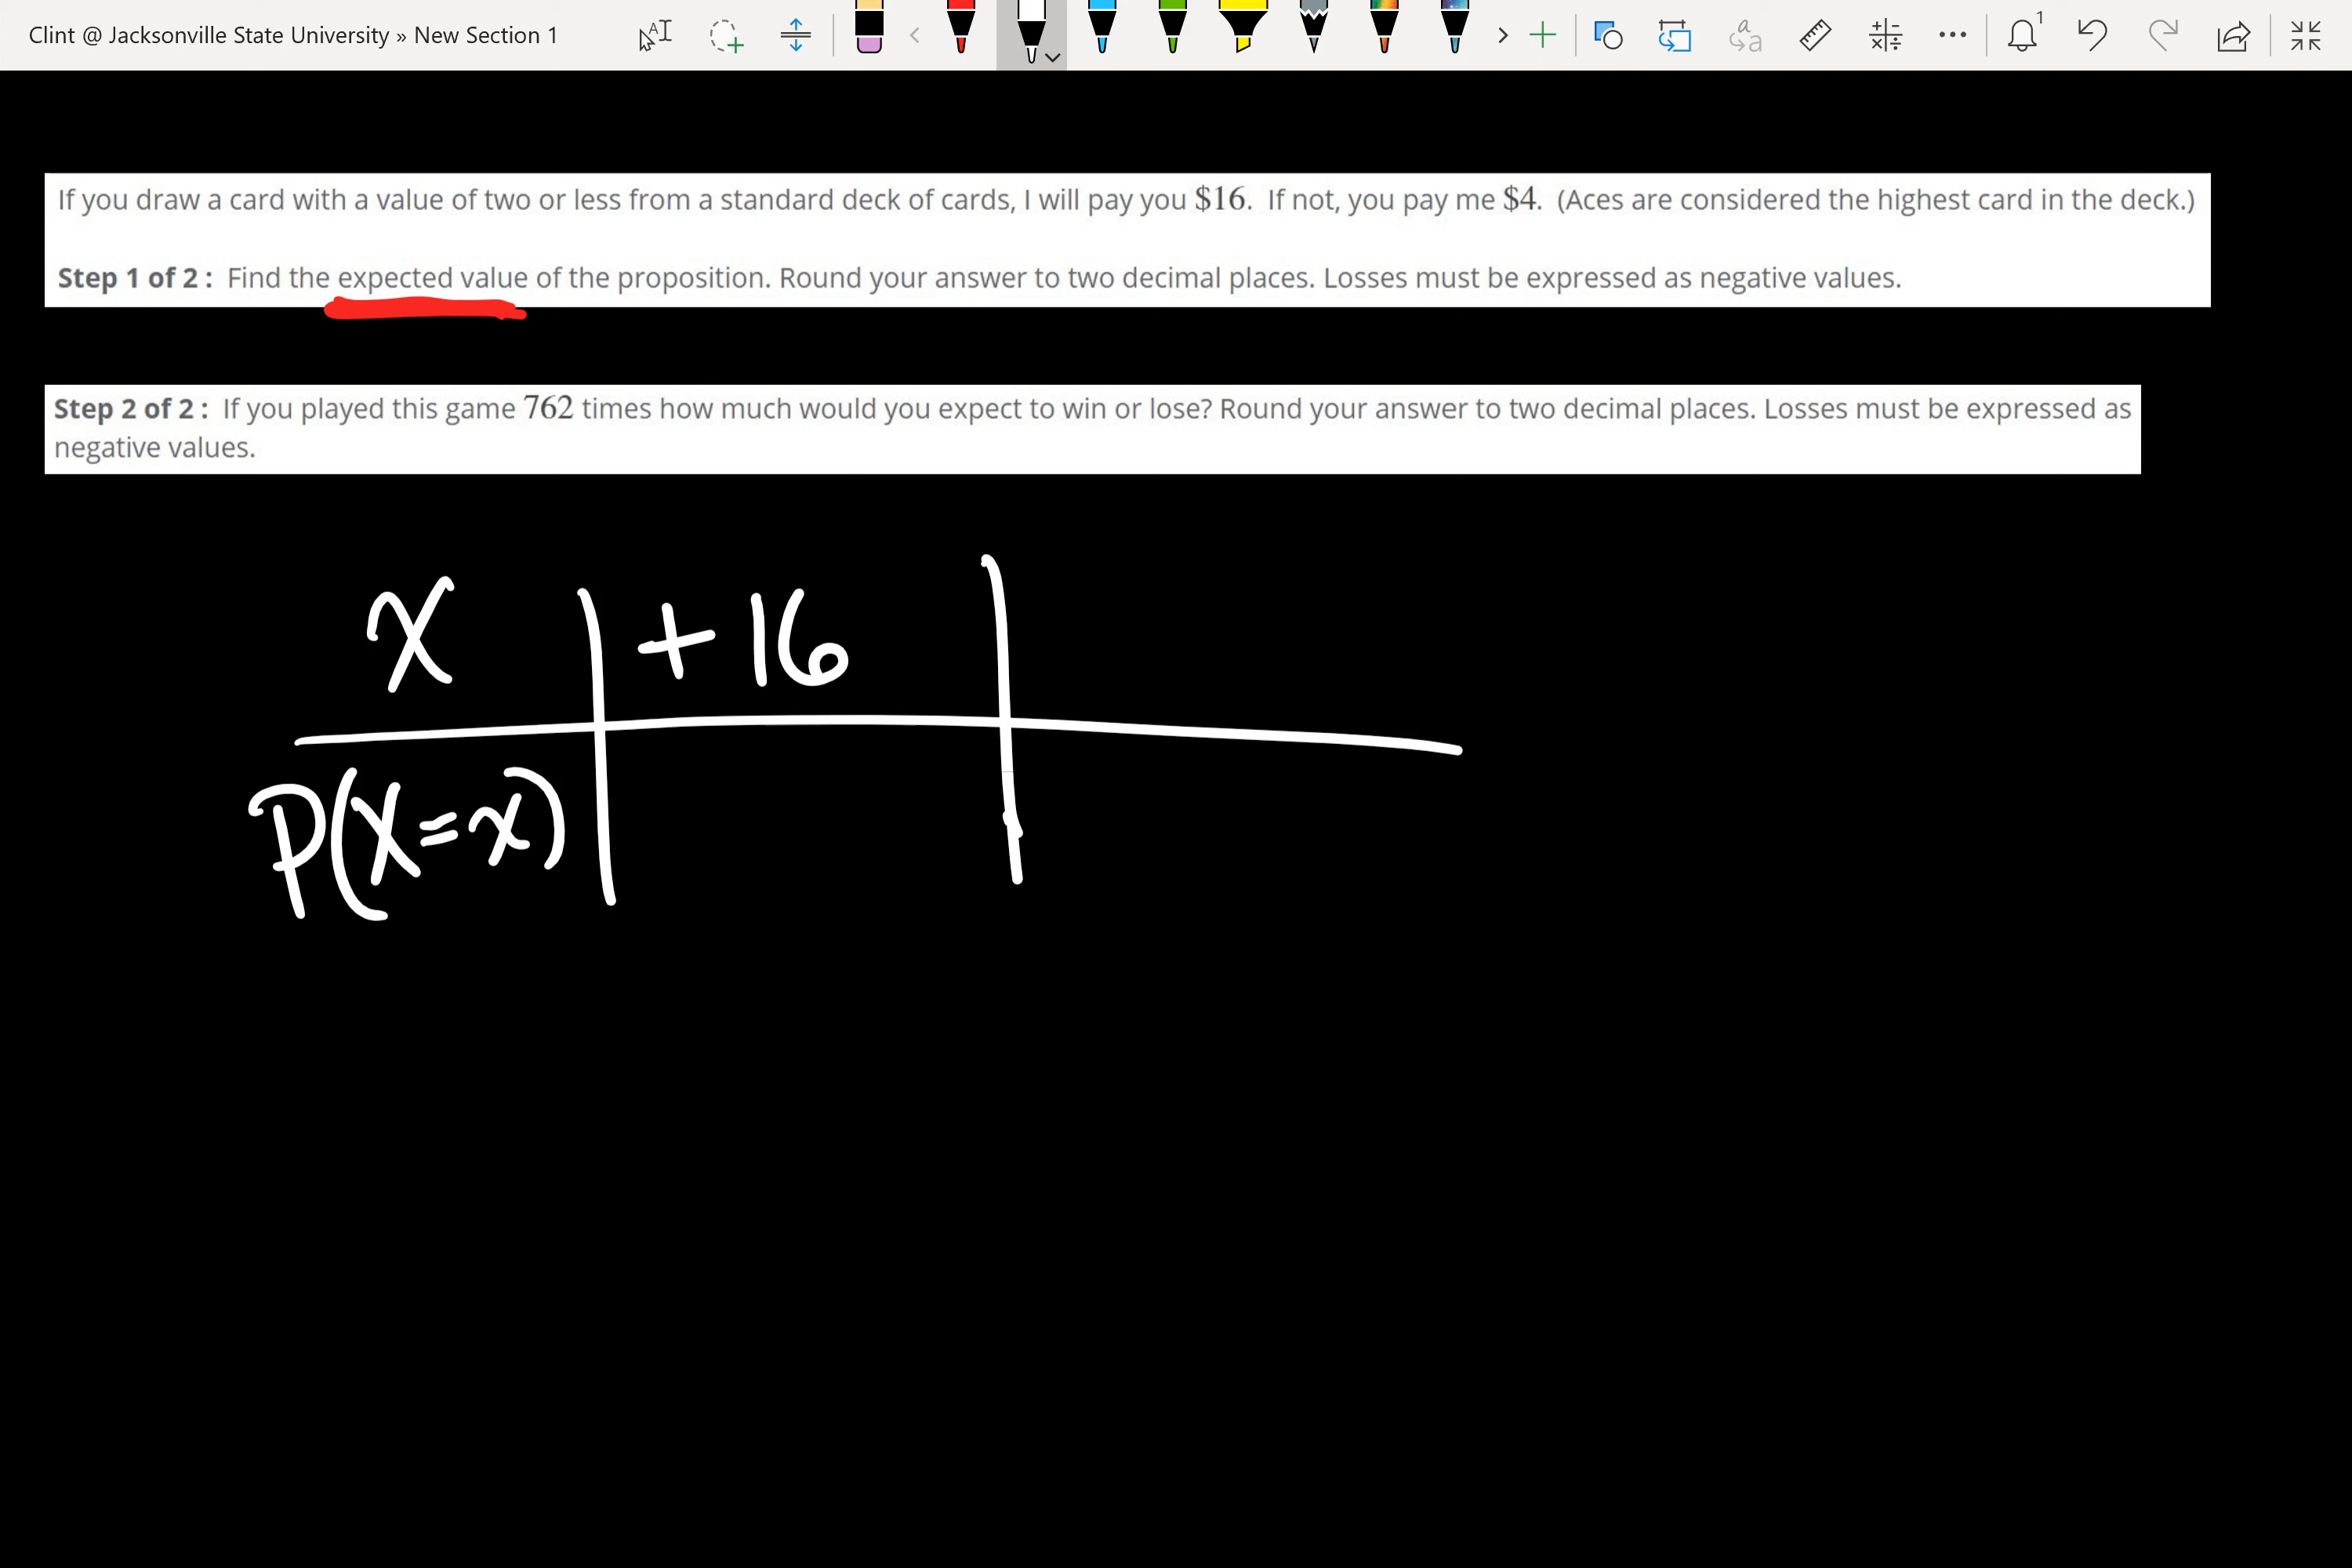 Clint @ Jacksonville State University » New Section 1
1
If you draw a card with a value of two or less from a standard deck of cards, I will pay you $16. If not, you pay me $4. (Aces are considered the highest card in the deck.)
Step 1 of 2 : Find the expected value of the proposition. Round your answer to two decimal places. Losses must be expressed as negative values.
Step 2 of 2 : If you played this game 762 times how much would you expect to win or lose? Round your answer to two decimal places. Losses must be expressed as
negative values.
x +16
P(X=x)